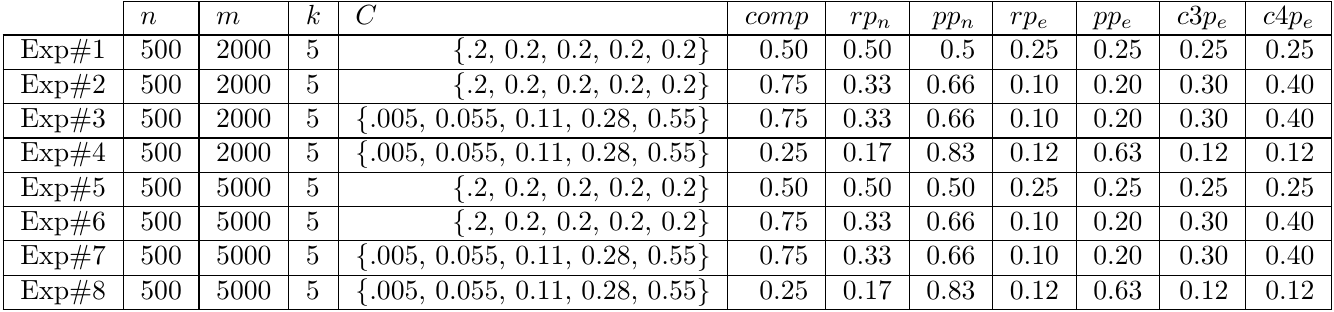 n m k C comp rp_n pp_n rp_e pp_e c3p_e c4p_e
Exp#1 500 2000 5 {.2, 0.2, 0.2, 0.2, 0.2} 0.50 0.50 0.5 0.25 0.25 0.25 0.25
Exp#2 500 2000 5 {.2, 0.2, 0.2, 0.2, 0.2} 0.75 0.33 0.66 0.10 0.20 0.30 0.40
Exp#3 500 2000 5 {.005, 0.055, 0.11, 0.28, 0.55} 0.75 0.33 0.66 0.10 0.20 0.30 0.40
Exp#4 500 2000 5 {.005, 0.055, 0.11, 0.28, 0.55} 0.25 0.17 0.83 0.12 0.63 0.12 0.12
Exp#5 500 5000 5 {.2, 0.2, 0.2, 0.2, 0.2} 0.50 0.50 0.50 0.25 0.25 0.25 0.25
Exp#6 500 5000 5 {.2, 0.2, 0.2, 0.2, 0.2} 0.75 0.33 0.66 0.10 0.20 0.30 0.40
Exp#7 500 5000 5 {.005, 0.055, 0.11, 0.28, 0.55} 0.75 0.33 0.66 0.10 0.20 0.30 0.40
Exp#8 500 5000 5 {.005, 0.055, 0.11, 0.28, 0.55} 0.25 0.17 0.83 0.12 0.63 0.12 0.12